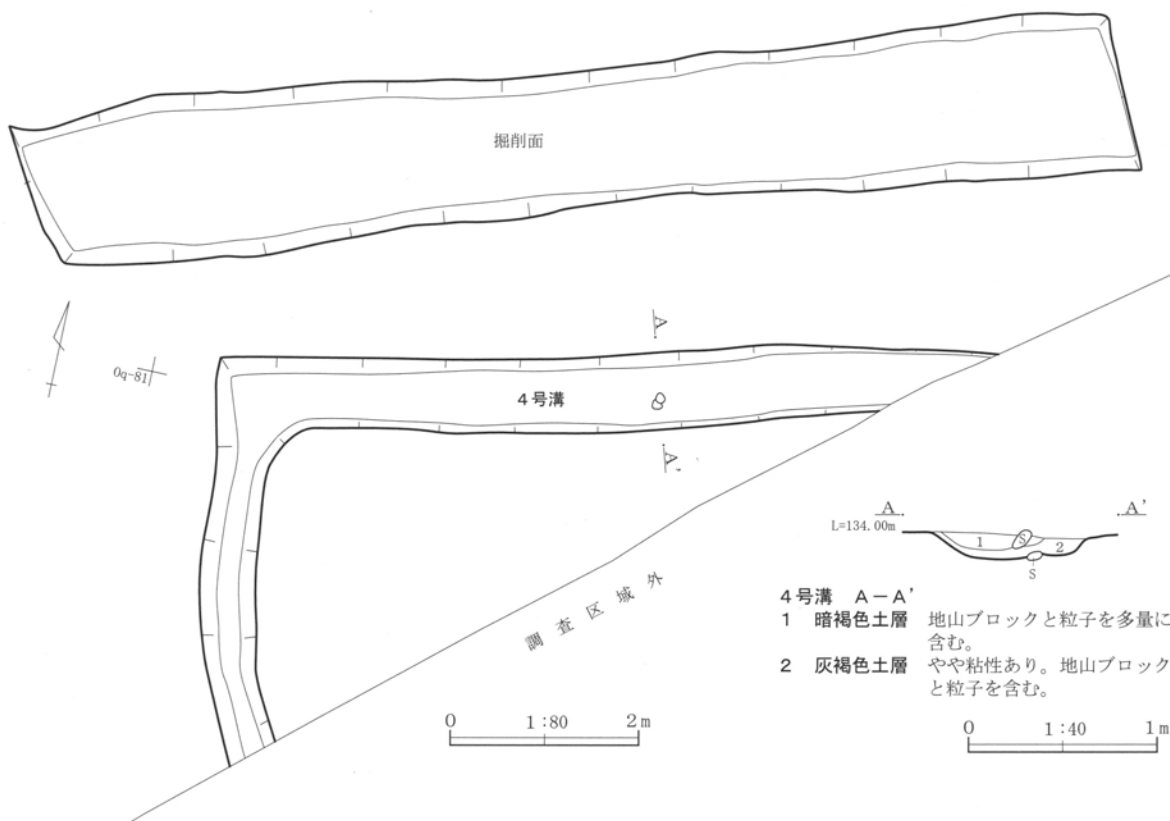 掘削面
A
Oq-81
4号溝
A'
A
A'
L=134.00m
1
S
2
S
調査区域外
4号溝 A-A'
1 暗褐色土層 地山ブロックと粒子を多量に
含む。
2 灰褐色土層 やや粘性あり。地山ブロック
と粒子を含む。
0 1:80 2m
0 1:40 1m